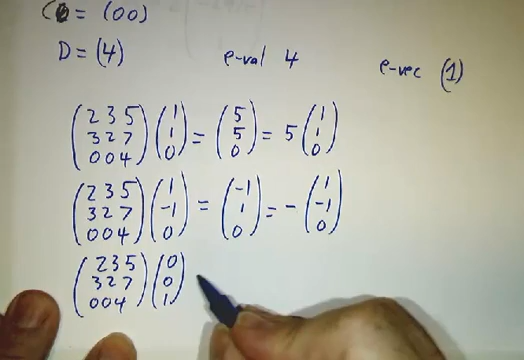 C = (0 0)
D = (4) e-val 4 e-vec (1)
(2 3 5; 3 2 7; 0 0 4) (1; 1; 0) = (5; 5; 0) = 5 (1; 1; 0)
(2 3 5; 3 2 7; 0 0 4) (1; -1; 0) = (-1; 1; 0) = - (1; -1; 0)
(2 3 5; 3 2 7; 0 0 4) (0; 0; 1)